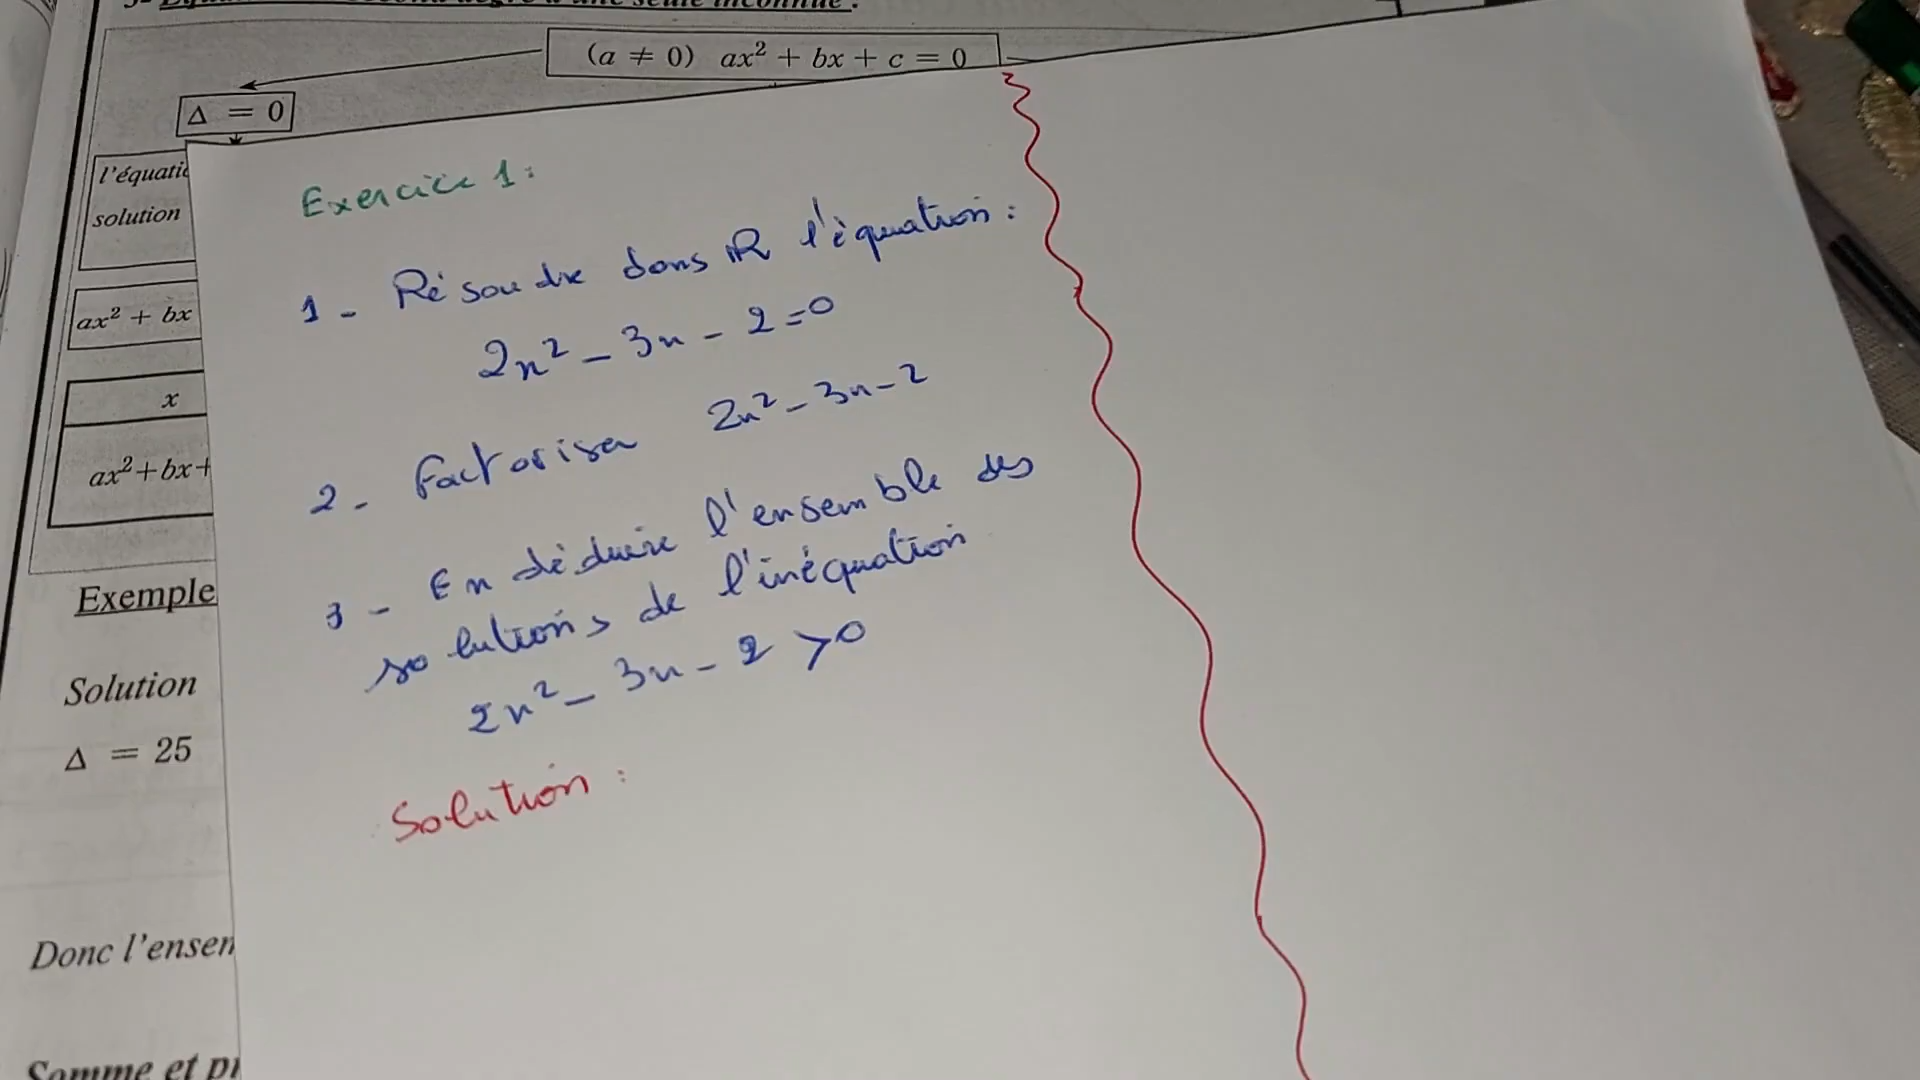 (a ≠ 0) ax² + bx + c = 0
Δ = 0
solution
ax² + bx
x
ax²+bx+
Exemple
Solution
Δ = 25
Donc
Somme et
Exercice 1:
1 - Résoudre dans ℝ l'équation:
2x² - 3x - 2 = 0
2 - Factoriser 2x² - 3x - 2
3 - En déduire l'ensemble des
solutions de l'inéquation
2x² - 3x - 2 > 0
Solution :